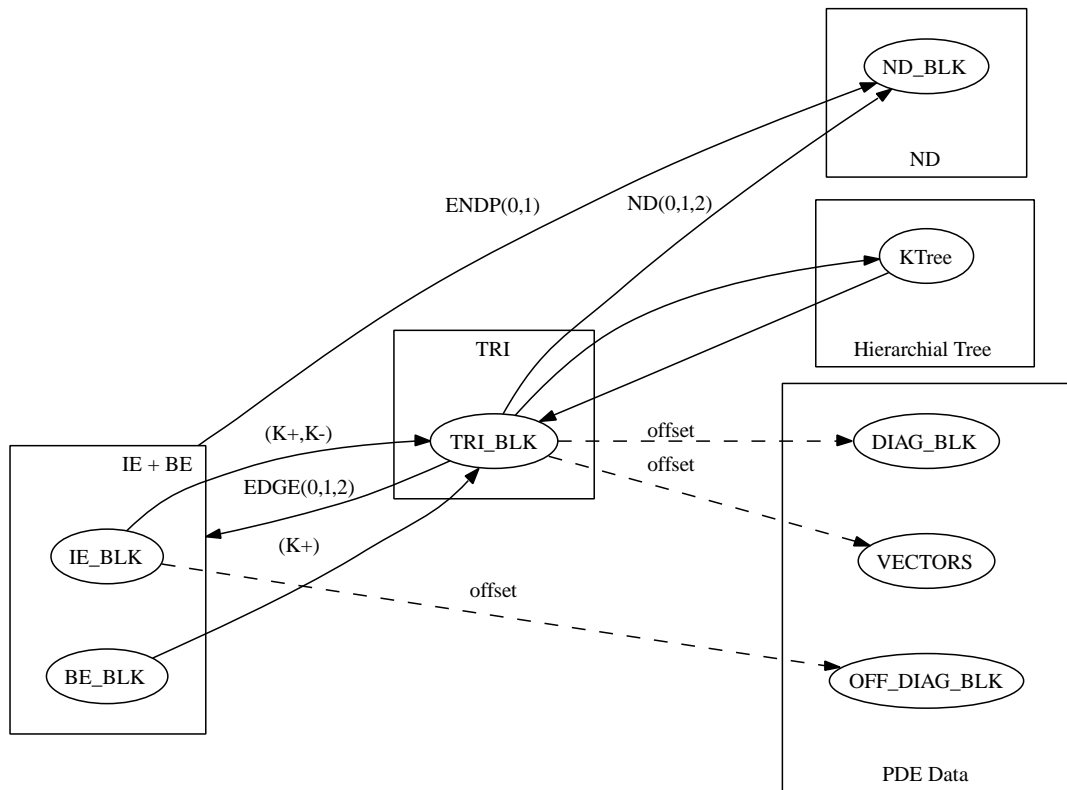 ND_BLK
ND
ENDP(0,1)
ND(0,1,2)
KTree
Hierarchial Tree
TRI
TRI_BLK
(K+,K-)
IE + BE
EDGE(0,1,2)
(K+)
IE_BLK
BE_BLK
offset
offset
offset
DIAG_BLK
VECTORS
OFF_DIAG_BLK
PDE Data